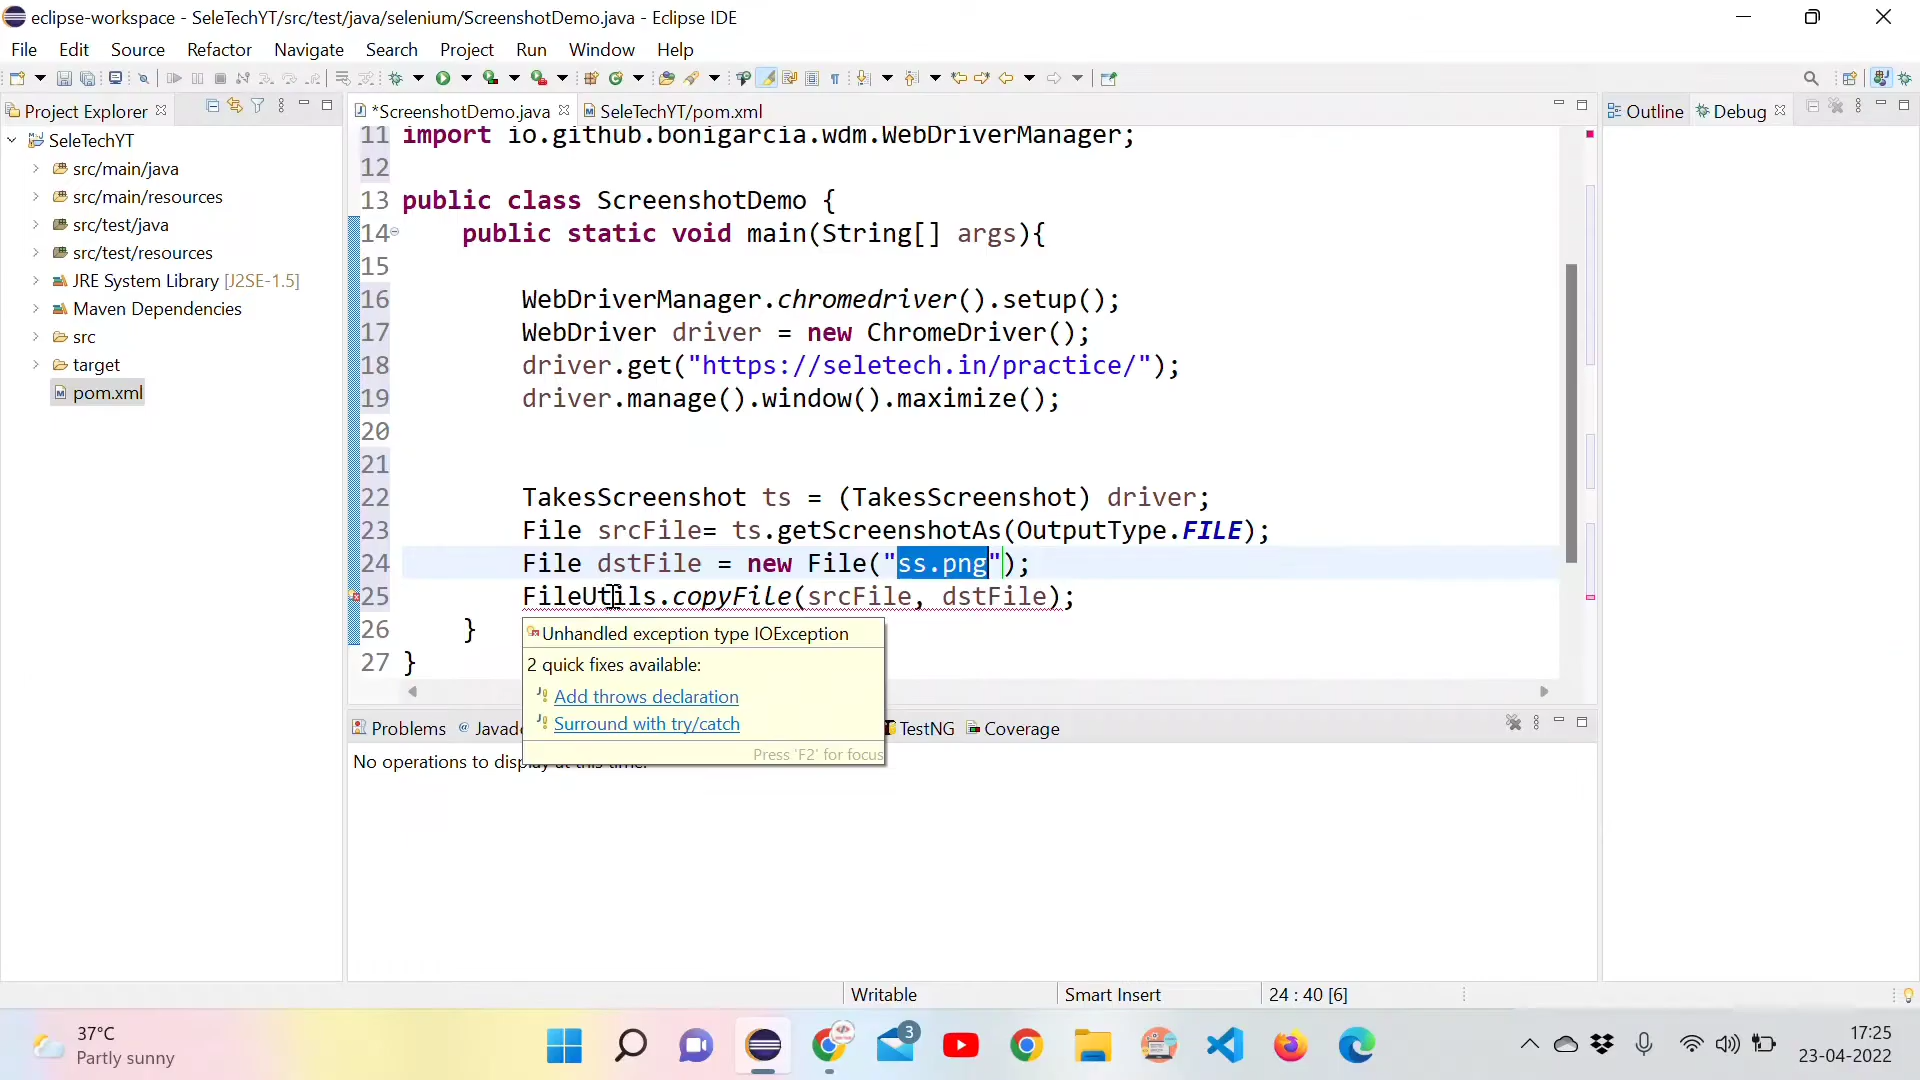 eclipse-workspace - SeleTechYT/src/test/java/selenium/ScreenshotDemo.java - Eclipse IDE
File Edit Source Refactor Navigate Search Project Run Window Help
Project Explorer
*ScreenshotDemo.java
SeleTechYT/pom.xml
Outline
Debug
SeleTechYT
src/main/java
src/main/resources
src/test/java
src/test/resources
JRE System Library [J2SE-1.5]
Maven Dependencies
src
target
pom.xml
11 import io.github.bonigarcia.wdm.WebDriverManager;
12
13 public class ScreenshotDemo {
14 public static void main(String[] args){
15
16 WebDriverManager.chromedriver().setup();
17 WebDriver driver = new ChromeDriver();
18 driver.get("https://seletech.in/practice/");
19 driver.manage().window().maximize();
20
21
22 TakesScreenshot ts = (TakesScreenshot) driver;
23 File srcFile= ts.getScreenshotAs(OutputType.FILE);
24 File dstFile = new File("ss.png");
25 FileUtils.copyFile(srcFile, dstFile);
26 }
27 }
Unhandled exception type IOException
2 quick fixes available:
Add throws declaration
Surround with try/catch
Press 'F2' for focus
Problems @ Javad
TestNG
Coverage
No operations to display at this time.
Writable
Smart Insert
24 : 40 [6]
37°C
Partly sunny
3
17:25
23-04-2022